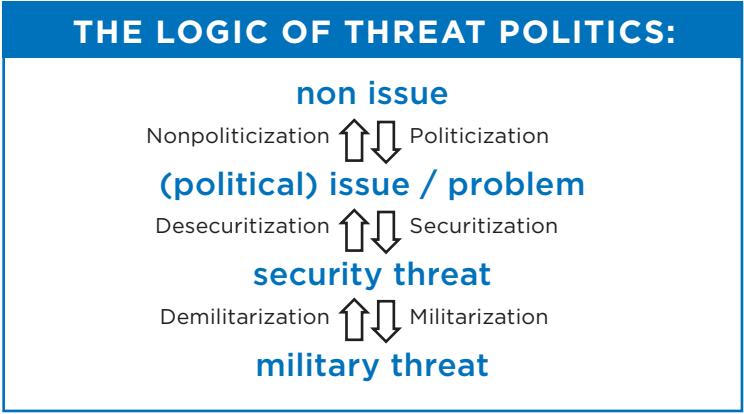 THE LOGIC OF THREAT POLITICS:
non issue
Nonpoliticization Politicization
(political) issue / problem
Desecuritization Securitization
security threat
Demilitarization Militarization
military threat